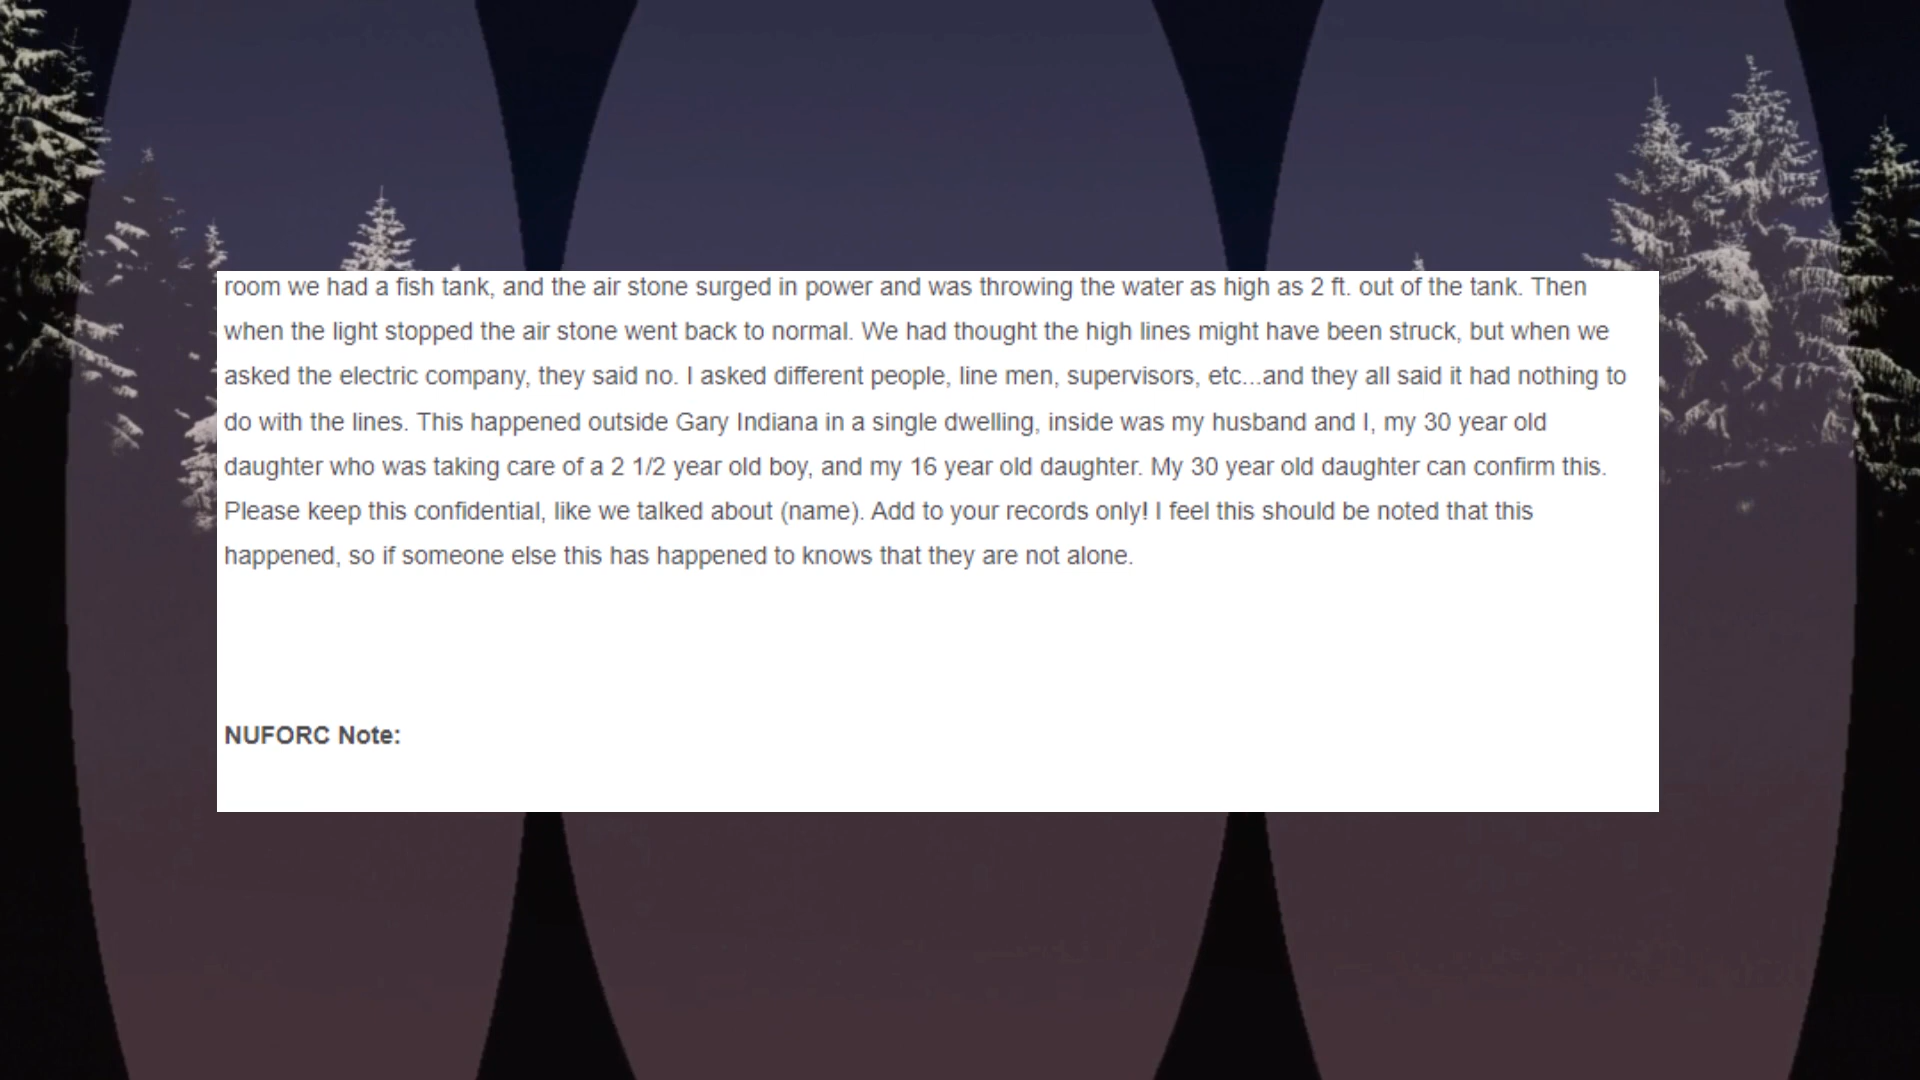 room we had a fish tank, and the air stone surged in power and was throwing the water as high as 2 ft. out of the tank. Then
when the light stopped the air stone went back to normal. We had thought the high lines might have been struck, but when we
asked the electric company, they said no. I asked different people, line men, supervisors, etc...and they all said it had nothing to
do with the lines. This happened outside Gary Indiana in a single dwelling, inside was my husband and I, my 30 year old
daughter who was taking care of a 2 1/2 year old boy, and my 16 year old daughter. My 30 year old daughter can confirm this.
Please keep this confidential, like we talked about (name). Add to your records only! I feel this should be noted that this
happened, so if someone else this has happened to knows that they are not alone.
NUFORC Note: